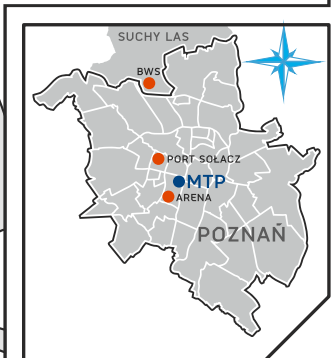 SUCHY LAS
BWS
PORT SOŁACZ
MTP
ARENA
POZNAŃ